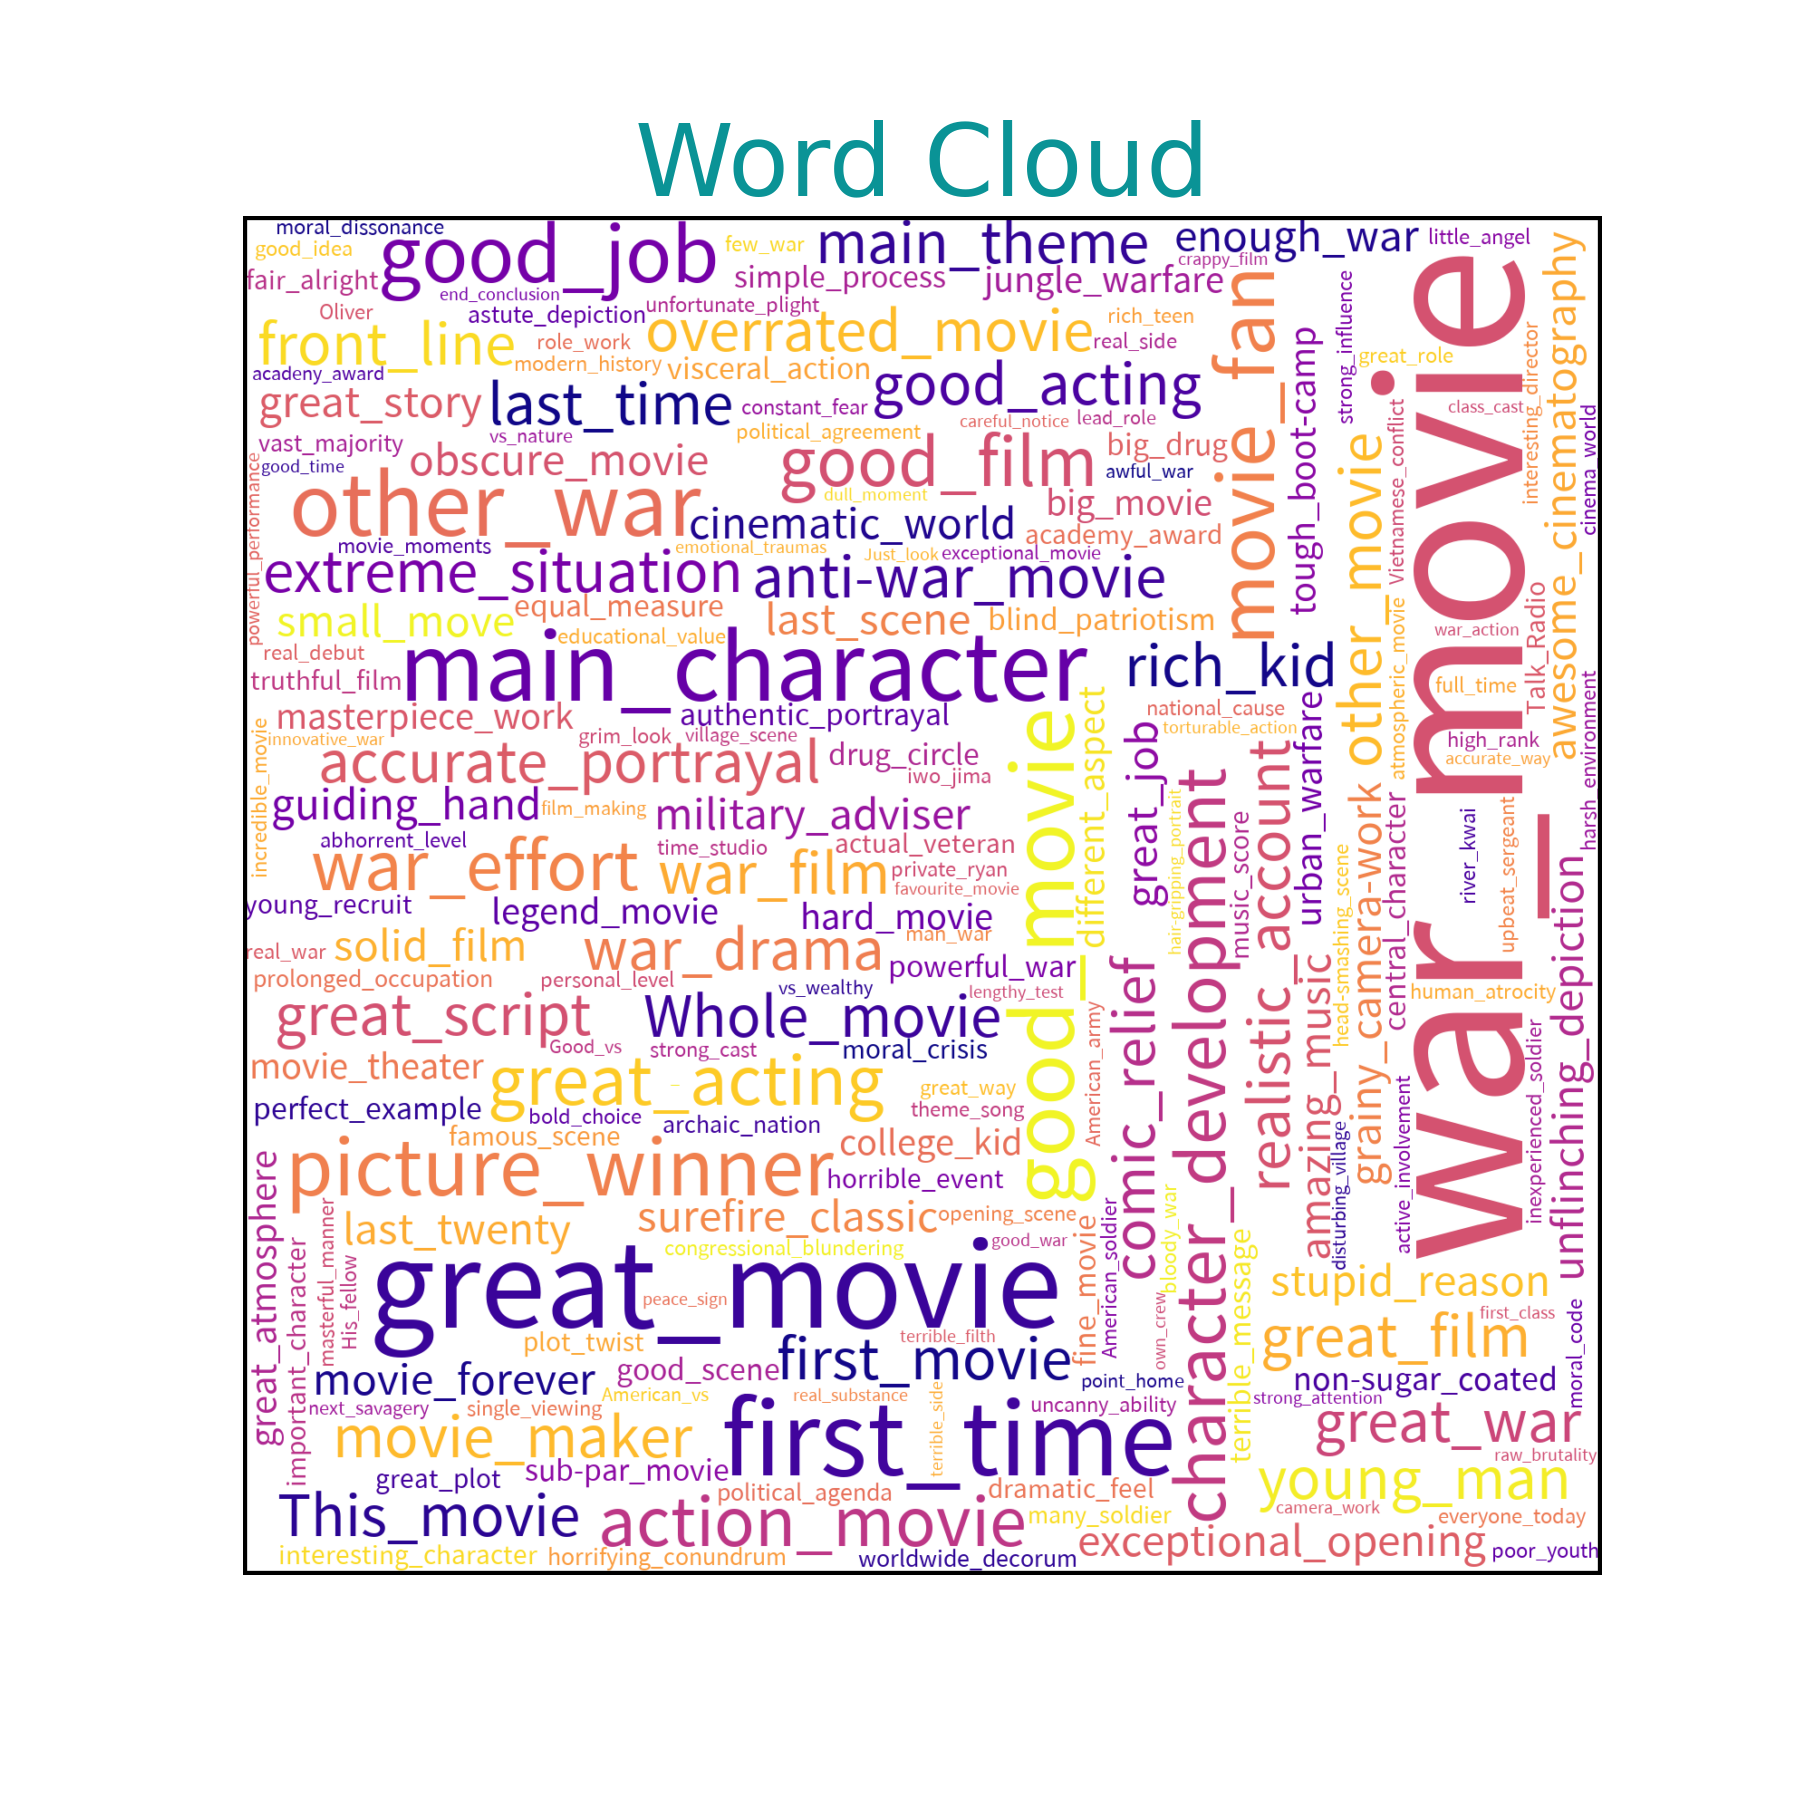 Word Cloud
moral_dissonance
good_idea
good_job
few_war
main_theme
enough_war
little_angel
fair_alright
end_conclusion
simple_process
jungle_warfare
crappy_film
Oliver
astute_depiction
unfortunate_plight
rich_teen
front_line
role_work
overrated_movie
real_side
modern_history
visceral_action
acadeny_award
great_story
last_time
constant_fear
good_acting
movie_fan
tough_boot-camp
strong_influence
great_role
class_cast
interesting_director
awesome_cinematography
cinema_world
war_movie
vs_nature
political_agreement
careful_notice
lead_role
vast_majority
good_time
powerful_performance
obscure_movie
good_film
big_drug
awful_war
dull_moment
other_war
big_movie
cinematic_world
academy_award
movie_moments
emotional_traumas
Just_look
exceptional_movie
extreme_situation
anti-war_movie
other_movie
Vietnamese_conflict
small_move
equal_measure
last_scene
blind_patriotism
educational_value
atmospheric_movie
war_action
Talk_Radio
real_debut
truthful_film
main_character
rich_kid
full_time
masterpiece_work
authentic_portrayal
national_cause
torturable_action
urban_warfare
high_rank
accurate_way
harsh_environment
innovative_war
incredible_movie
grim_look
village_scene
accurate_portrayal
drug_circle
iwo_jima
good_movie
different_aspect
great_job
guiding_hand
film_making
military_adviser
hair-gripping_portrait
character_development
music_score
realistic_account
abhorrent_level
time_studio
actual_veteran
war_effort
war_film
private_ryan
favourite_movie
head-smashing_scene
grainy_camera-work
central_character
river_kwai
upbeat_sergeant
unflinching_depiction
young_recruit
legend_movie
hard_movie
real_war
solid_film
war_drama
man_war
powerful_war
prolonged_occupation
personal_level
vs_wealthy
lengthy_test
comic_relief
amazing_music
human_atrocity
great_script
Whole_movie
Good_vs
strong_cast
moral_crisis
American_army
inexperienced_soldier
movie_theater
great_acting
great_way
perfect_example
bold_choice
archaic_nation
theme_song
active_involvement
famous_scene
college_kid
disturbing_village
picture_winner
horrible_event
great_atmosphere
last_twenty
surefire_classic
opening_scene
bloody_war
American_soldier
masterful_manner
important_character
His_fellow
congressional_blundering
good_war
fine_movie
terrible_message
stupid_reason
great_movie
peace_sign
own_crew
first_class
moral_code
plot_twist
terrible_filth
great_film
movie_forever
good_scene
first_movie
point_home
non-sugar_coated
American_vs
real_substance
terrible_side
strong_attention
next_savagery
single_viewing
uncanny_ability
movie_maker
first_time
great_war
raw_brutality
great_plot
sub-par_movie
political_agenda
dramatic_feel
young_man
This_movie
action_movie
many_soldier
camera_work
everyone_today
interesting_character
horrifying_conundrum
worldwide_decorum
exceptional_opening
poor_youth